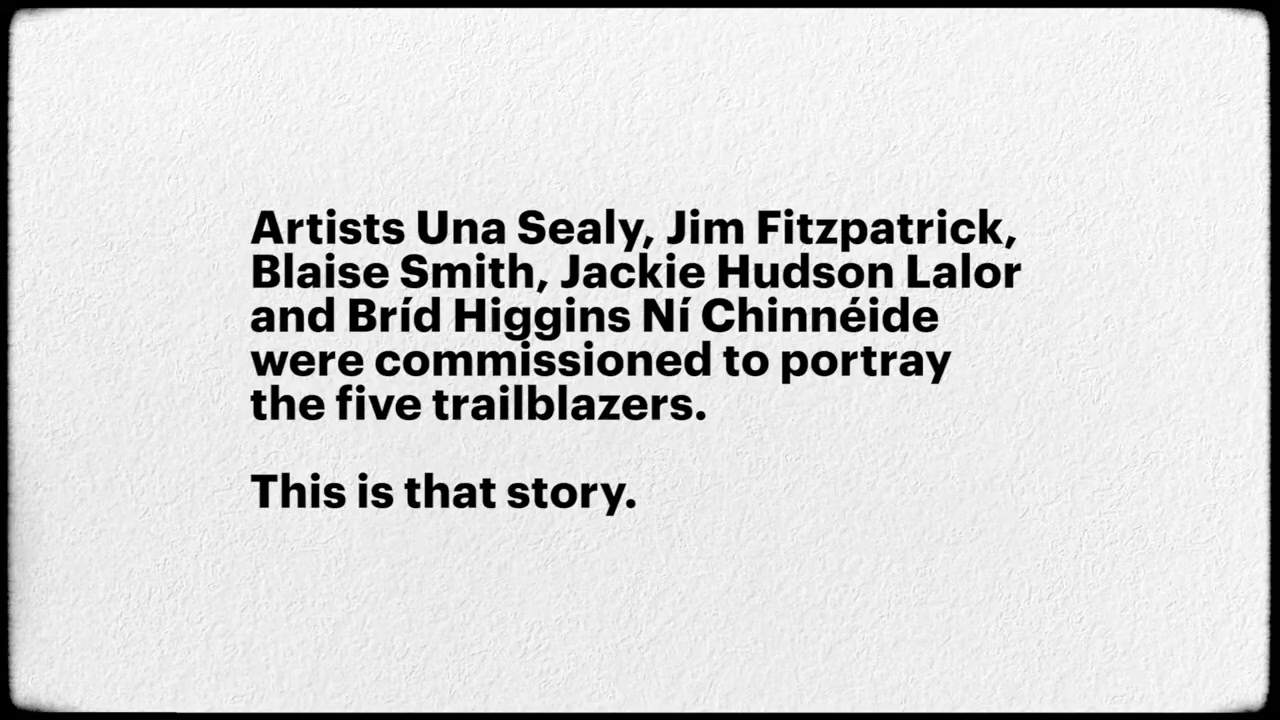 Artists Una Sealy, Jim Fitzpatrick,
Blaise Smith, Jackie Hudson Lalor
and Bríd Higgins Ní Chinnéide
were commissioned to portray
the five trailblazers.
This is that story.